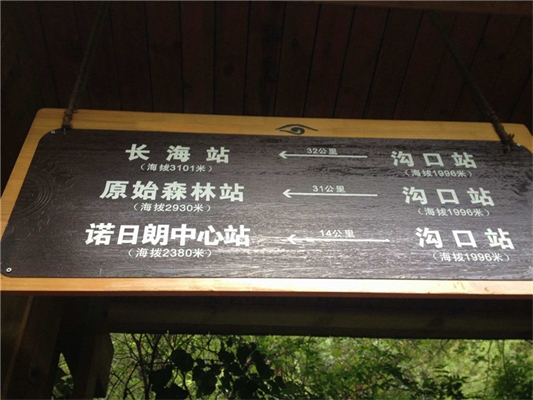 长海站 32公里 沟口站
（海拔3101米） （海拔1996米）
原始森林站 31公里 沟口站
（海拔2930米） （海拔1996米）
诺日朗中心站 14公里 沟口站
（海拔2380米） （海拔1996米）